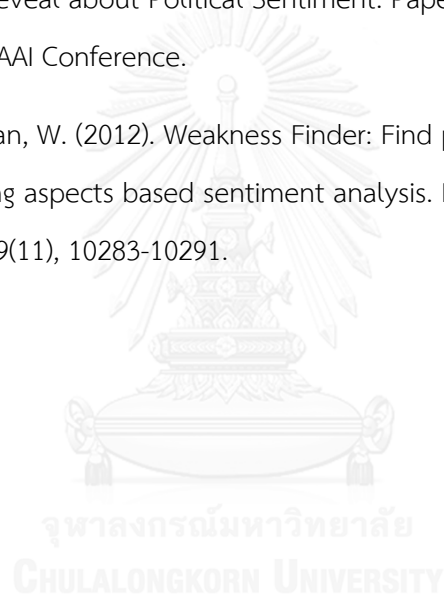 eveal about Political Sentiment. Pape
AAI Conference.
an, W. (2012). Weakness Finder: Find p
g aspects based sentiment analysis.
9(11), 10283-10291.
จุฬาลงกรณ์มหาวิทยาลัย
CHULALONGKORN UNIVERSITY